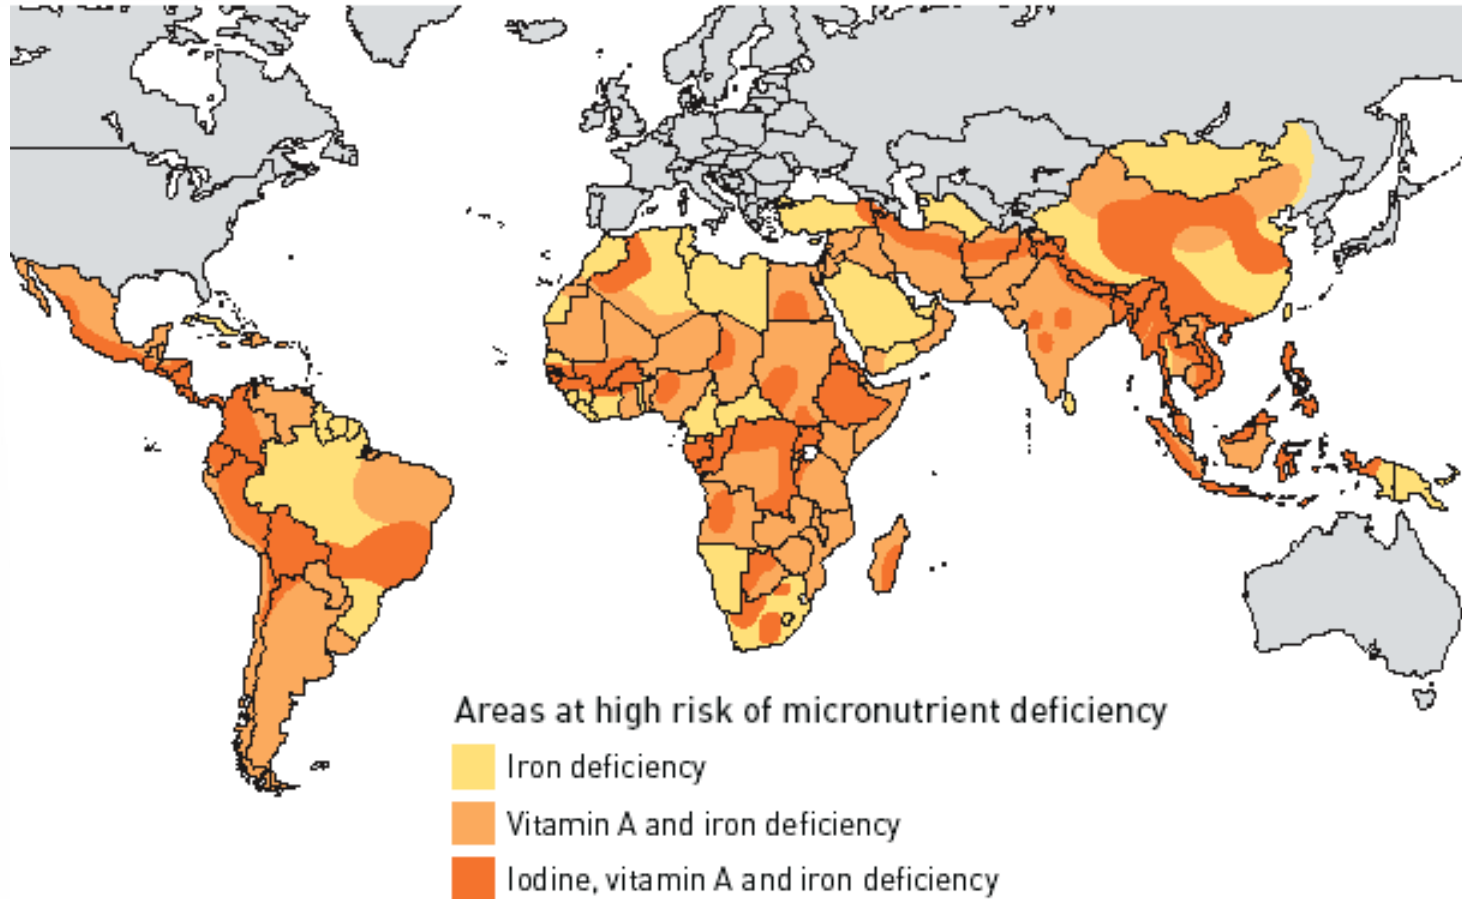 Areas at high risk of micronutrient deficiency
Iron deficiency
Vitamin A and iron deficiency
Iodine, vitamin A and iron deficiency